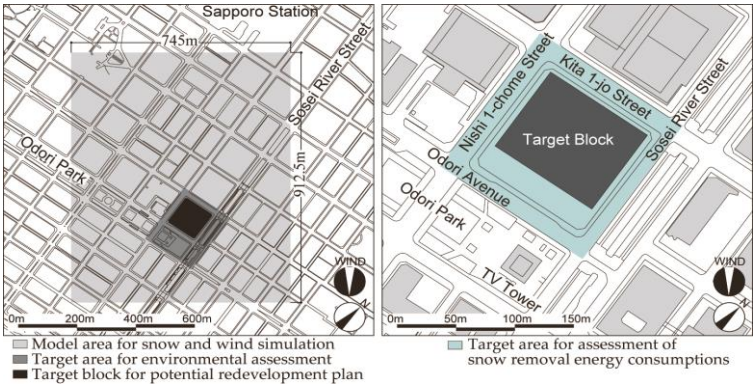 Sapporo Station
745m
Sosei River Street
912.5m
Odori Park
WIND
N
0m 200m 400m 600m
Model area for snow and wind simulation
Target area for environmental assessment
Target block for potential redevelopment plan
Nishi 1-chome Street
Kita 1-jo Street
Sosei River Street
Target Block
Odori Avenue
Odori Park
TV Tower
WIND
0m 50m 100m 150m
Target area for assessment of
snow removal energy consumptions